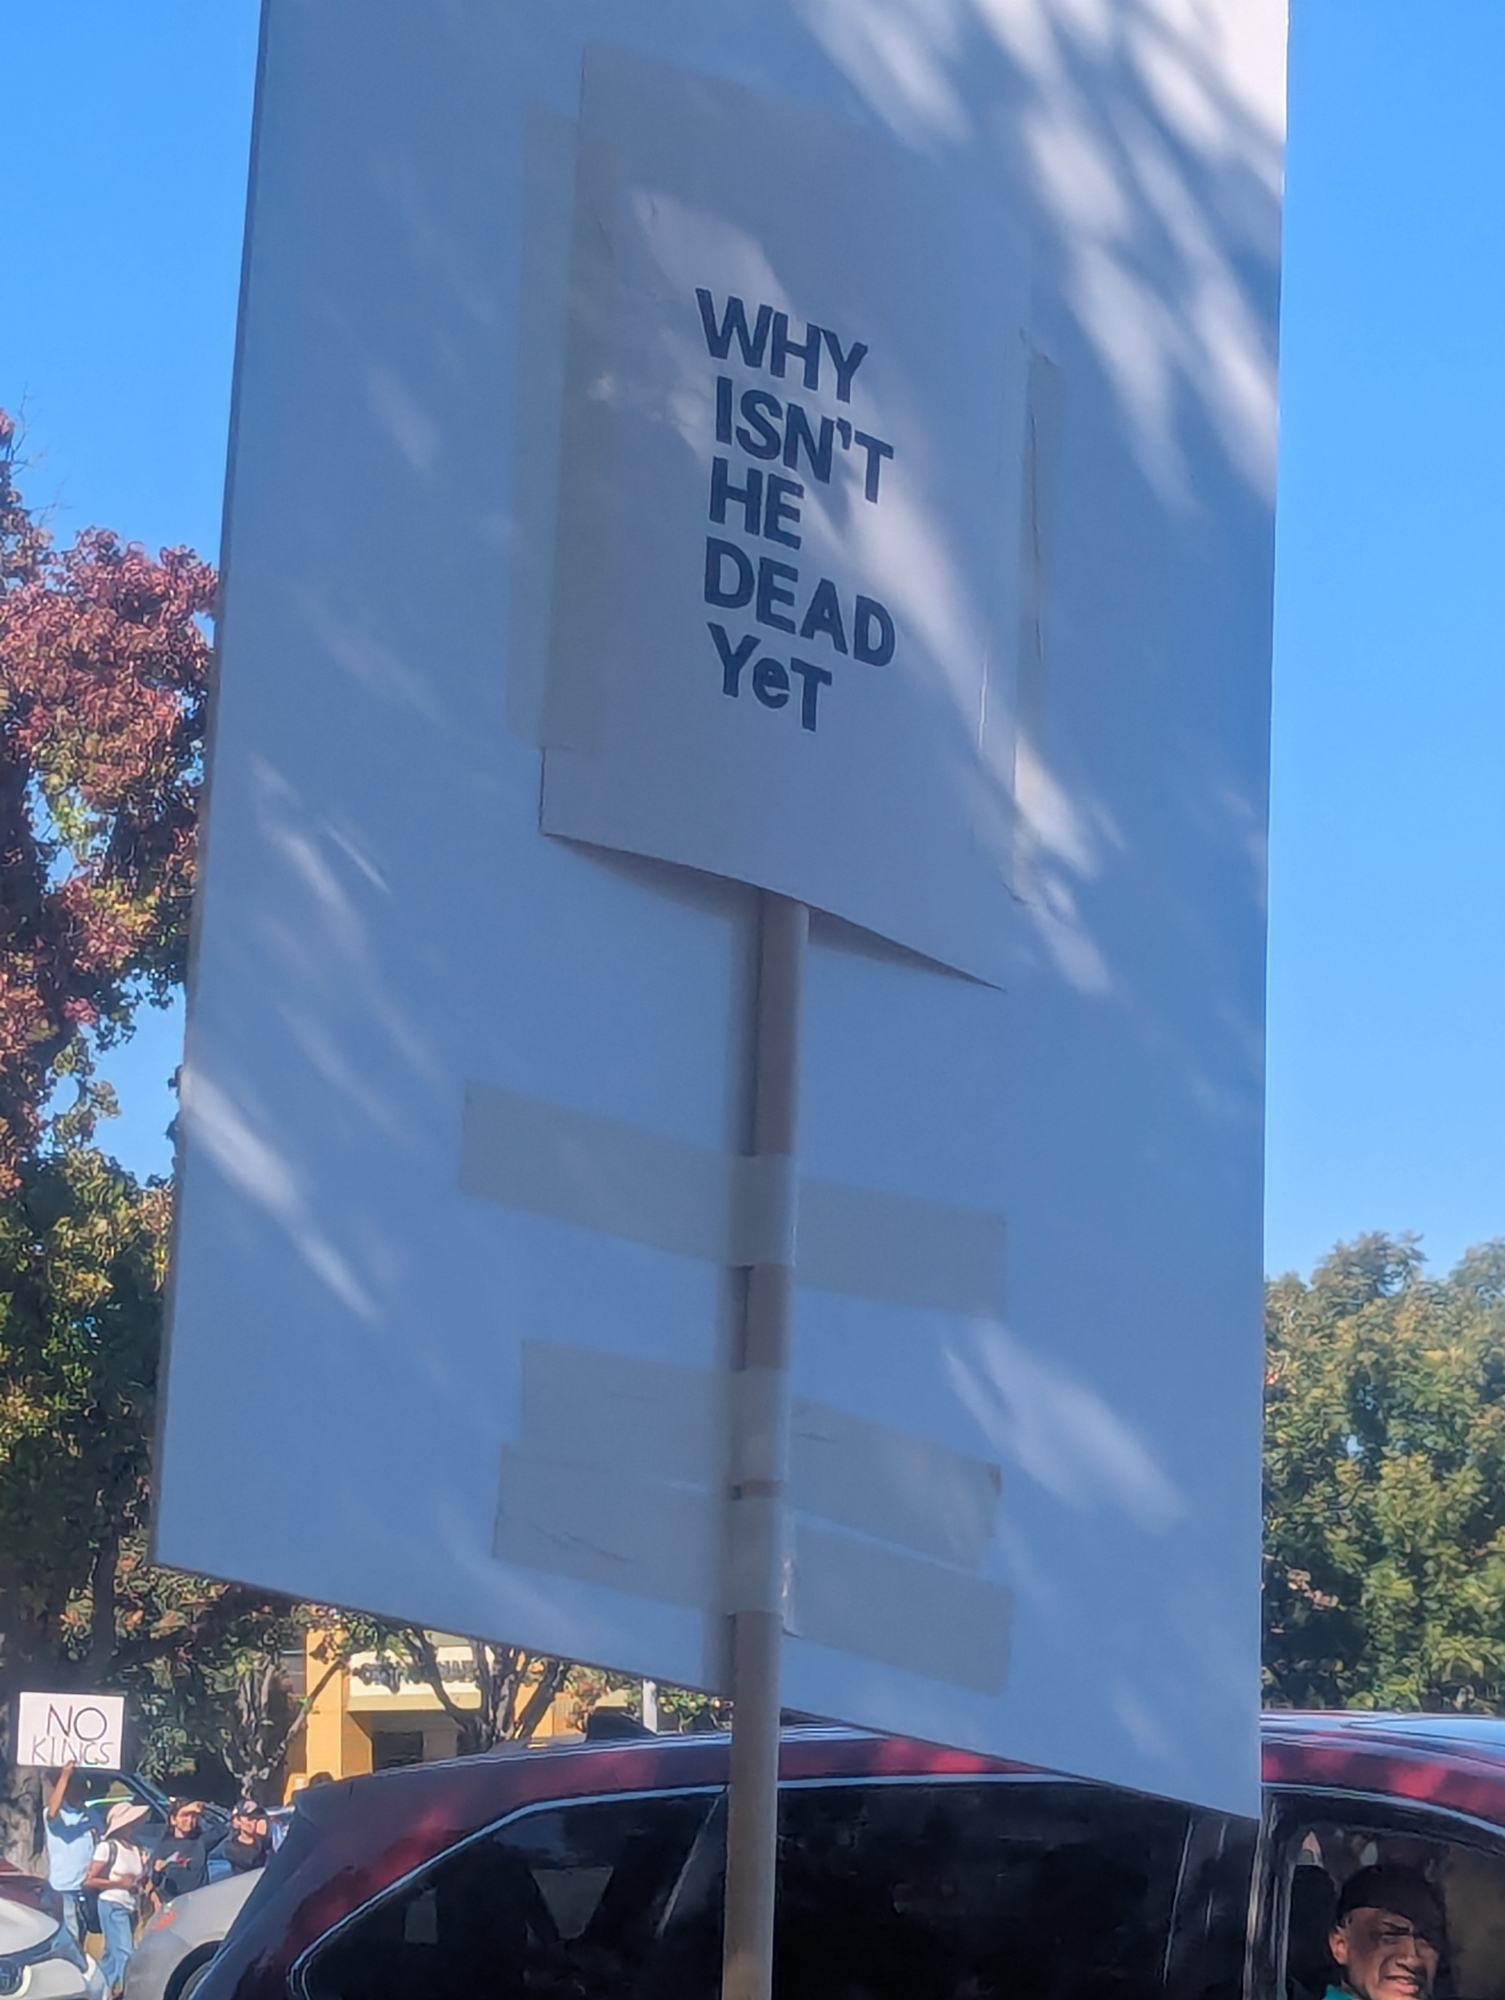 WHY
ISN'T
HE
DEAD
YeT
NO
KINGS